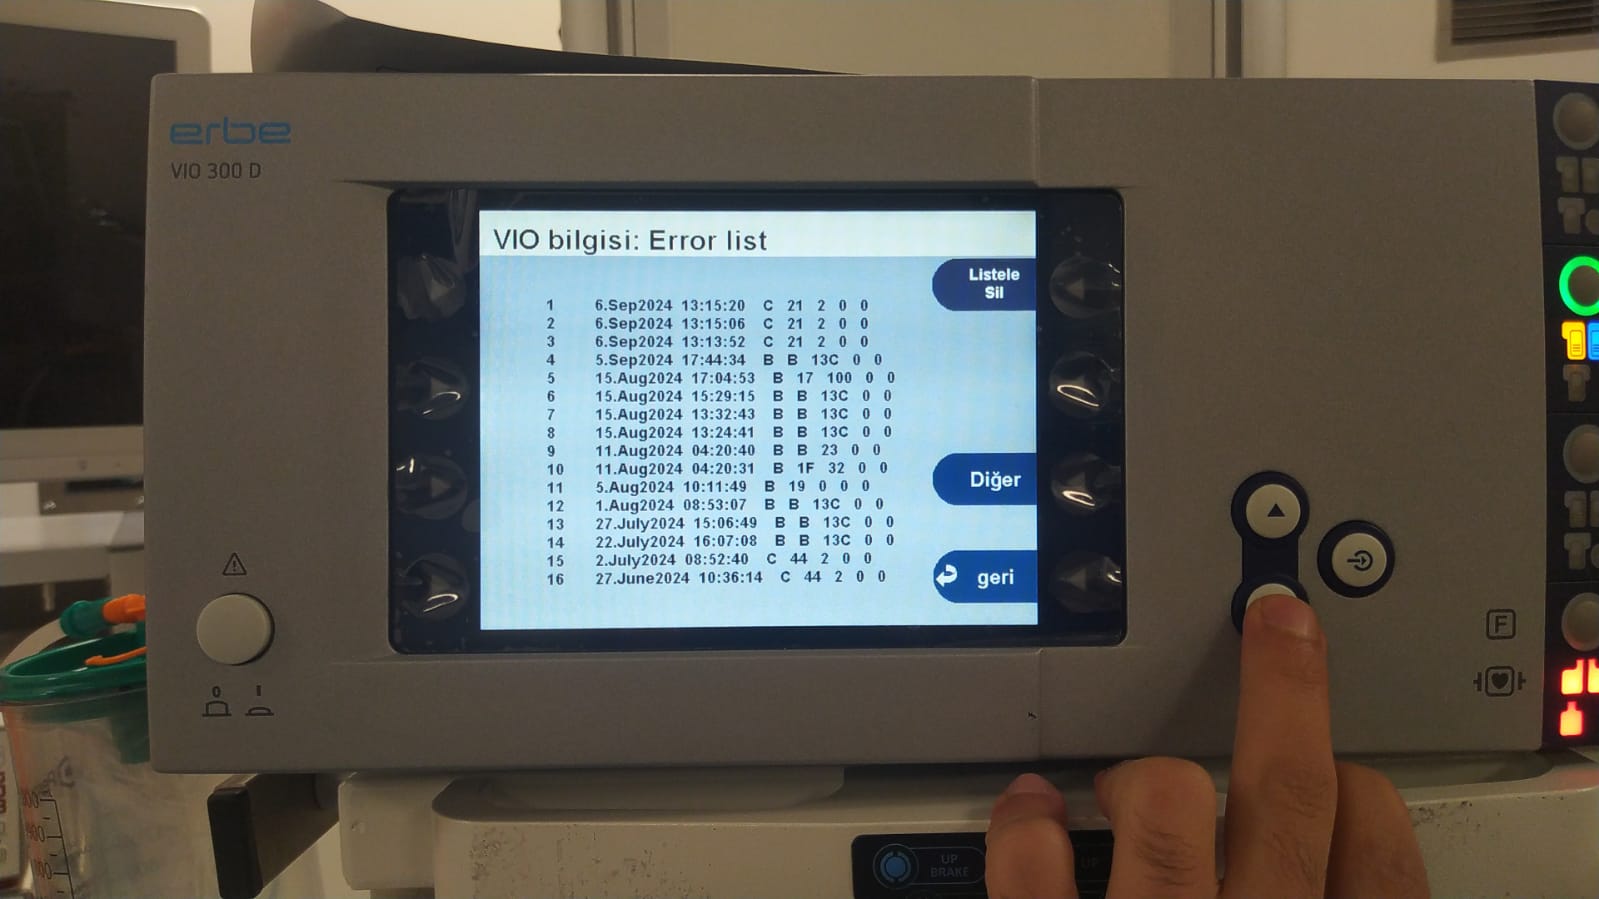 erbe
VIO 300 D
VIO bilgisi: Error list
Listele
Sil
1 6.Sep2024 13:15:20 C 21 2 0 0
2 6.Sep2024 13:15:06 C 21 2 0 0
3 6.Sep2024 13:13:52 C 21 2 0 0
4 5.Sep2024 17:44:34 B B 13C 0 0
5 15.Aug2024 17:04:53 B 17 100 0 0
6 15.Aug2024 15:29:15 B B 13C 0 0
7 15.Aug2024 13:32:43 B B 13C 0 0
8 15.Aug2024 13:24:41 B B 13C 0 0
9 11.Aug2024 04:20:40 B B 23 0 0
10 11.Aug2024 04:20:31 B 1F 32 0 0
11 5.Aug2024 10:11:49 B 19 0 0 0
12 1.Aug2024 08:53:07 B B 13C 0 0
13 27.July2024 15:06:49 B B 13C 0 0
14 22.July2024 16:07:08 B B 13C 0 0
15 2.July2024 08:52:40 C 44 2 0 0
16 27.June2024 10:36:14 C 44 2 0 0
Diğer
geri
0 I
F
UP
BRAKE
UP